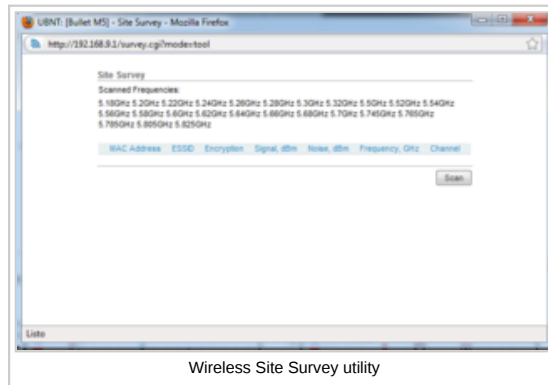 UBNT: [Bullet M5] - Site Survey - Mozilla Firefox
http://192.168.9.1/survey.cgi?mode=tool
Site Survey
Scanned Frequencies:
5.18GHz 5.2GHz 5.22GHz 5.24GHz 5.26GHz 5.28GHz 5.3GHz 5.32GHz 5.5GHz 5.52GHz 5.54GHz
5.56GHz 5.58GHz 5.6GHz 5.62GHz 5.64GHz 5.66GHz 5.68GHz 5.7GHz 5.745GHz 5.765GHz
5.785GHz 5.805GHz 5.825GHz
MAC Address ESSID Encryption Signal, dBm Noise, dBm Frequency, GHz Channel
Scan
Listo
Wireless Site Survey utility